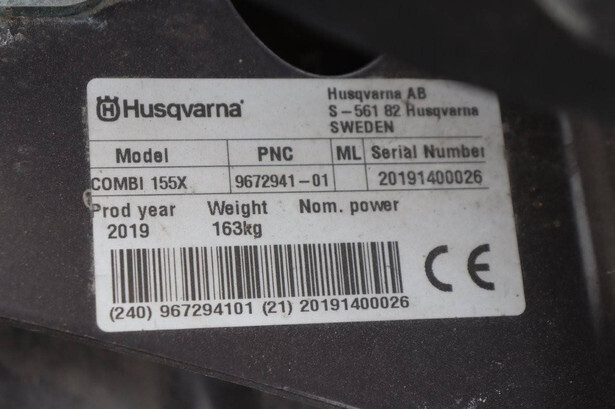 Husqvarna
Husqvarna AB
S-561 82 Husqvarna
SWEDEN
Model PNC ML Serial Number
COMBI 155X 9672941-01 20191400026
Prod year Weight Nom. power
2019 163kg
CE
(240) 967294101 (21) 20191400026